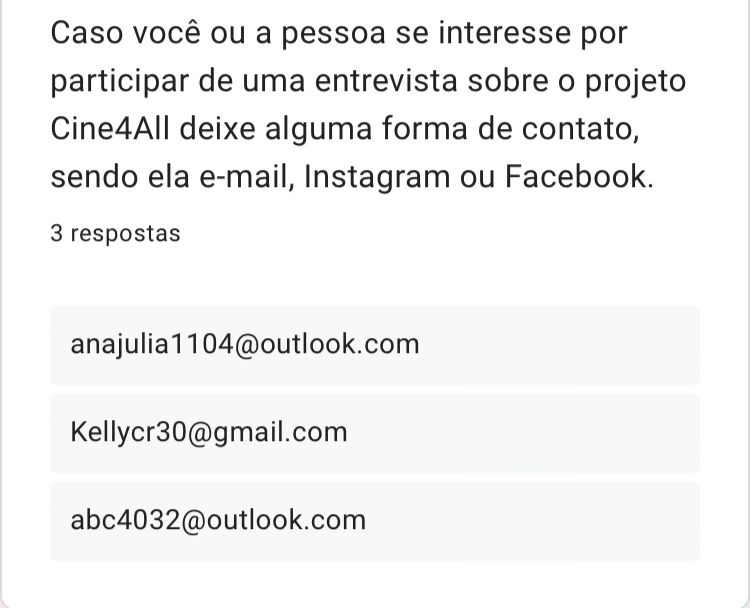 Caso você ou a pessoa se interesse por
participar de uma entrevista sobre o projeto
Cine4All deixe alguma forma de contato,
sendo ela e-mail, Instagram ou Facebook.
3 respostas
anajulia1104@outlook.com
Kellycr30@gmail.com
abc4032@outlook.com